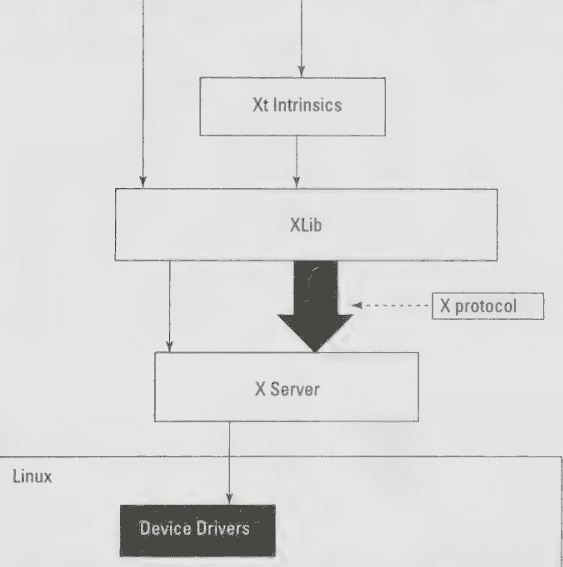 Xt Intrinsics
XLib
X protocol
X Server
Linux
Device Drivers